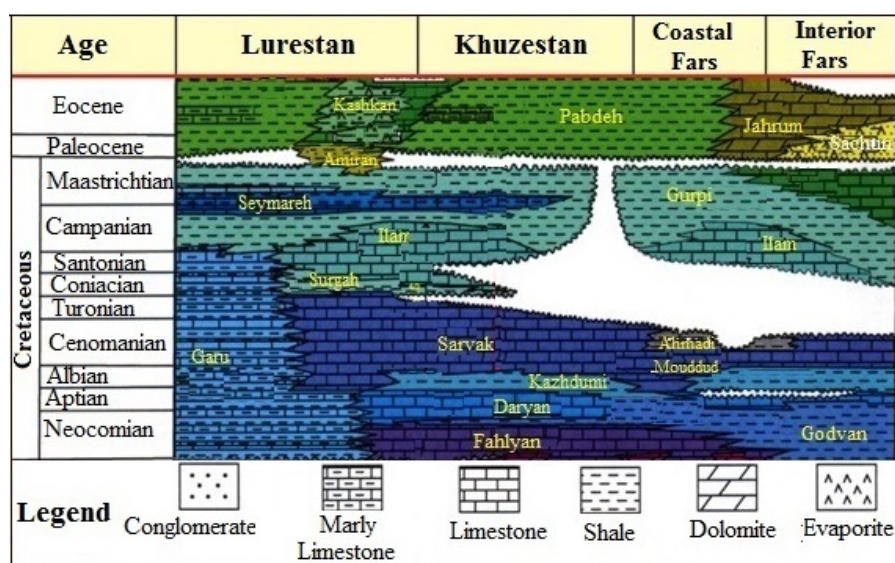 Age
Lurestan
Khuzestan
Coastal
Fars
Interior
Fars
Eocene
Paleocene
Cretaceous
Maastrichtian
Campanian
Santonian
Coniacian
Turonian
Cenomanian
Albian
Aptian
Neocomian
Kashkan
Pabdeh
Jahrum
Sachun
Amiran
Seymareh
Gurpi
Ilam
Ilam
Surgah
Garu
Sarvak
Ahmadi
Mouddud
Kazhdumi
Daryan
Fahlyan
Godvan
Legend
Conglomerate
Marly
Limestone
Limestone
Shale
Dolomite
Evaporite